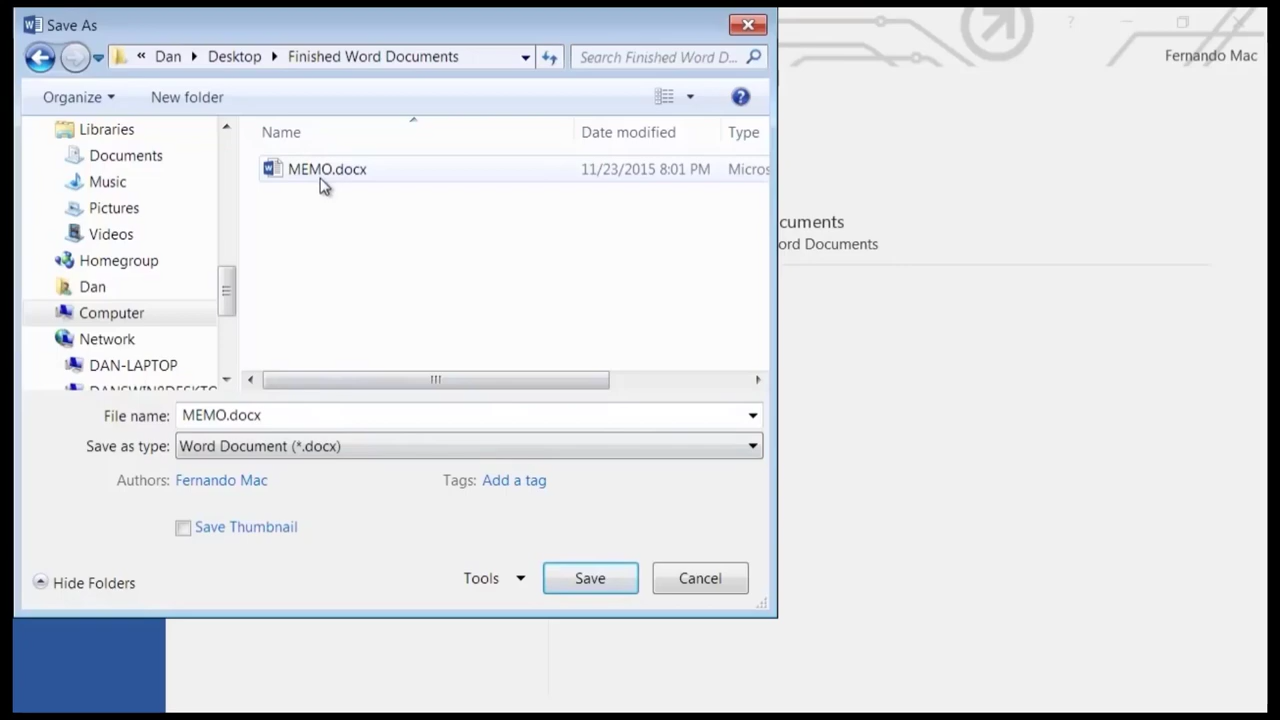 Save As
« Dan Desktop Finished Word Documents Search Finished Word D...
Fernando Mac
Organize New folder
Name Date modified Type
Libraries
Documents
Music
Pictures
Videos
Homegroup
Dan
Computer
Network
DAN-LAPTOP
MEMO.docx 11/23/2015 8:01 PM Micros
cuments
ord Documents
File name: MEMO.docx
Save as type: Word Document (*.docx)
Authors: Fernando Mac Tags: Add a tag
Save Thumbnail
Hide Folders Tools Save Cancel